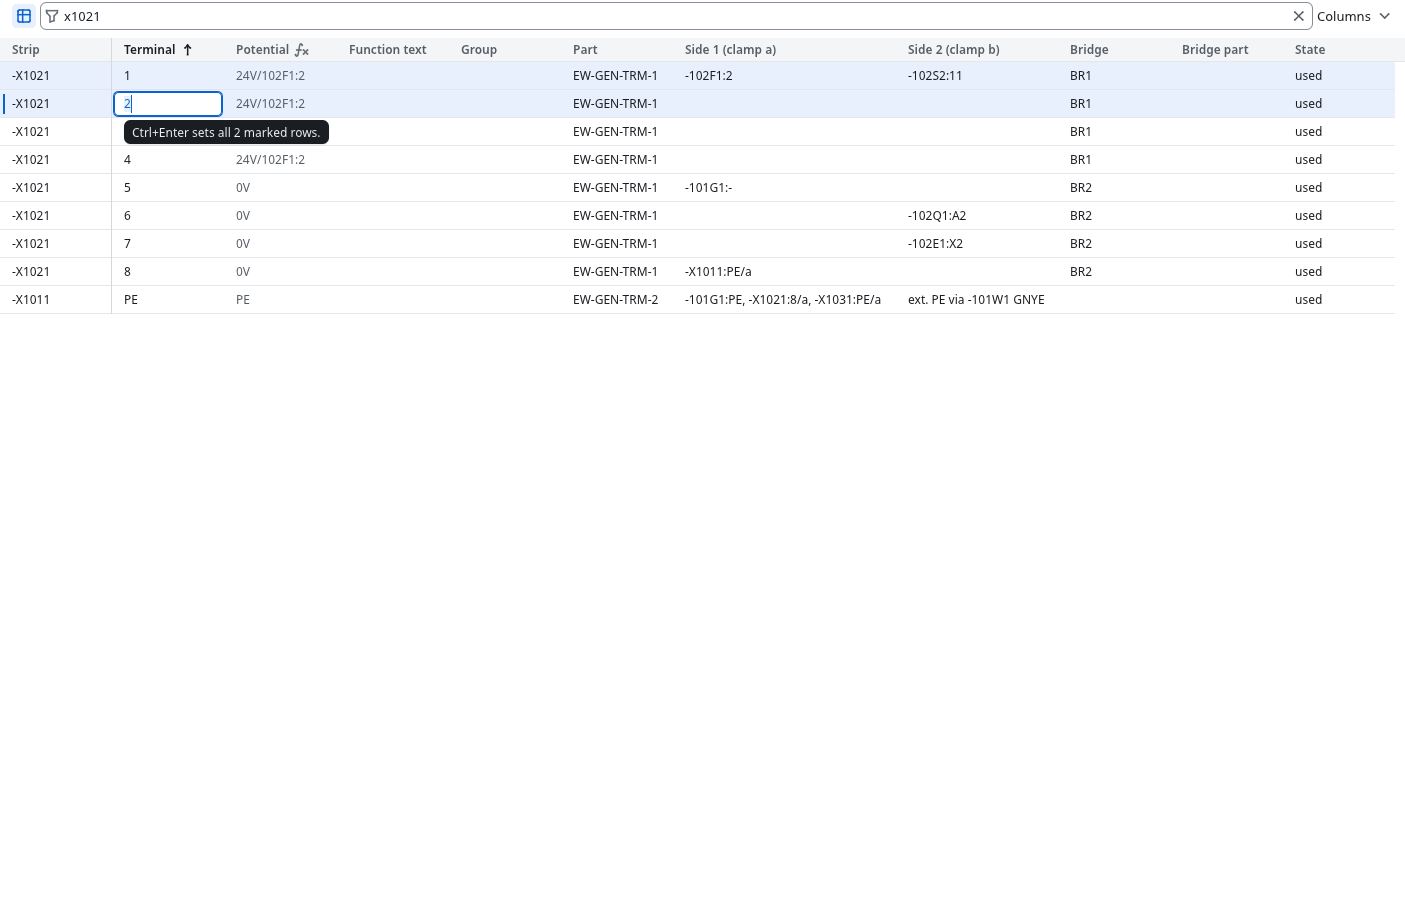 x1021 Columns
Strip Terminal Potential fx Function text Group Part Side 1 (clamp a) Side 2 (clamp b) Bridge Bridge part State
-X1021 1 24V/102F1:2 EW-GEN-TRM-1 -102F1:2 -102S2:11 BR1 used
-X1021 2 24V/102F1:2 EW-GEN-TRM-1 BR1 used
-X1021 EW-GEN-TRM-1 BR1 used
Ctrl+Enter sets all 2 marked rows.
-X1021 4 24V/102F1:2 EW-GEN-TRM-1 BR1 used
-X1021 5 0V EW-GEN-TRM-1 -101G1:- BR2 used
-X1021 6 0V EW-GEN-TRM-1 -102Q1:A2 BR2 used
-X1021 7 0V EW-GEN-TRM-1 -102E1:X2 BR2 used
-X1021 8 0V EW-GEN-TRM-1 -X1011:PE/a BR2 used
-X1011 PE PE EW-GEN-TRM-2 -101G1:PE, -X1021:8/a, -X1031:PE/a ext. PE via -101W1 GNYE used